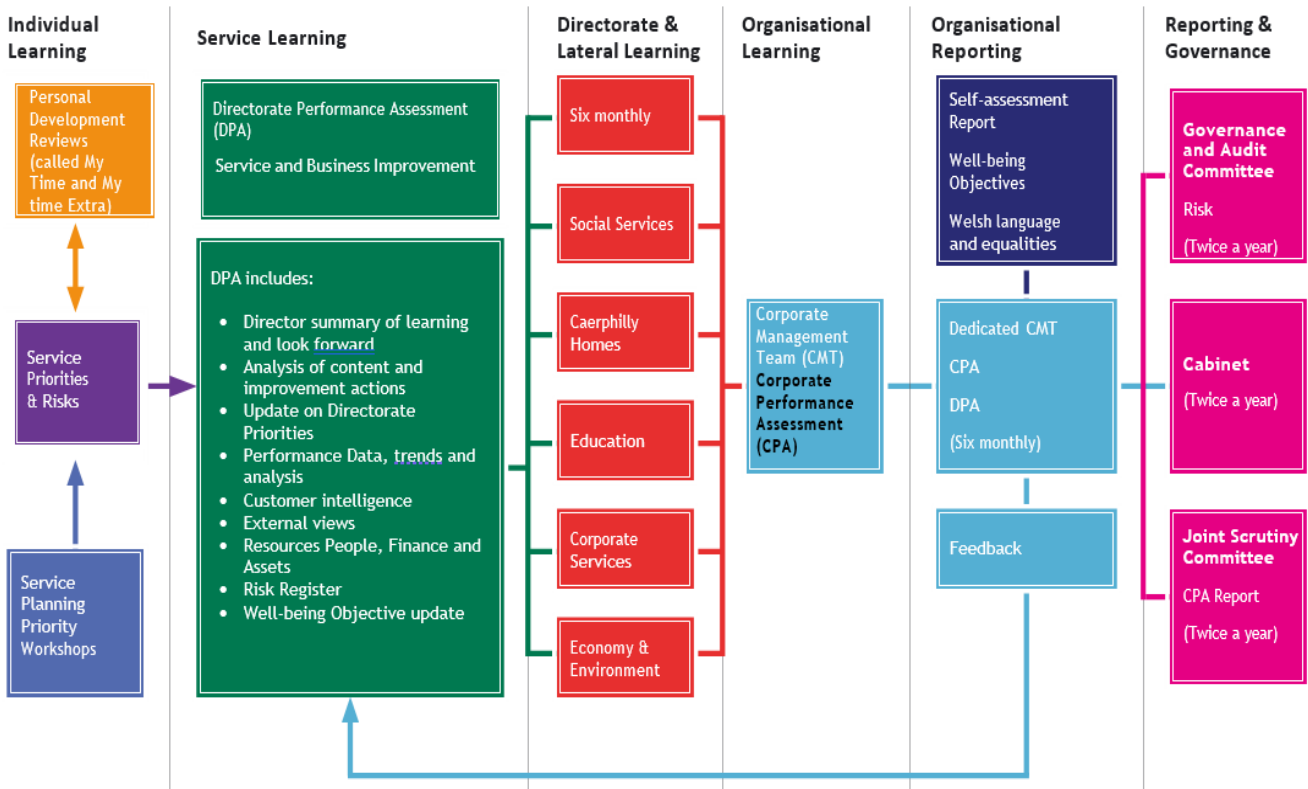 Individual
Learning
Personal
Development
Reviews
(called My
Time and My
time Extra)
Service
Priorities
& Risks
Service
Planning
Priority
Workshops
Service Learning
Directorate Performance Assessment
(DPA)
Service and Business Improvement
DPA includes:
• Director summary of learning
and look forward
• Analysis of content and
improvement actions
• Update on Directorate
Priorities
• Performance Data, trends and
analysis
• Customer intelligence
• External views
• Resources People, Finance and
Assets
• Risk Register
• Well-being Objective update
Directorate &
Lateral Learning
Six monthly
Social Services
Caerphilly
Homes
Education
Corporate
Services
Economy &
Environment
Organisational
Learning
Corporate
Management
Team (CMT)
Corporate
Performance
Assessment
(CPA)
Organisational
Reporting
Self-assessment
Report
Well-being
Objectives
Welsh language
and equalities
Dedicated CMT
CPA
DPA
(Six monthly)
Feedback
Reporting &
Governance
Governance
and Audit
Committee
Risk
(Twice a year)
Cabinet
(Twice a year)
Joint Scrutiny
Committee
CPA Report
(Twice a year)